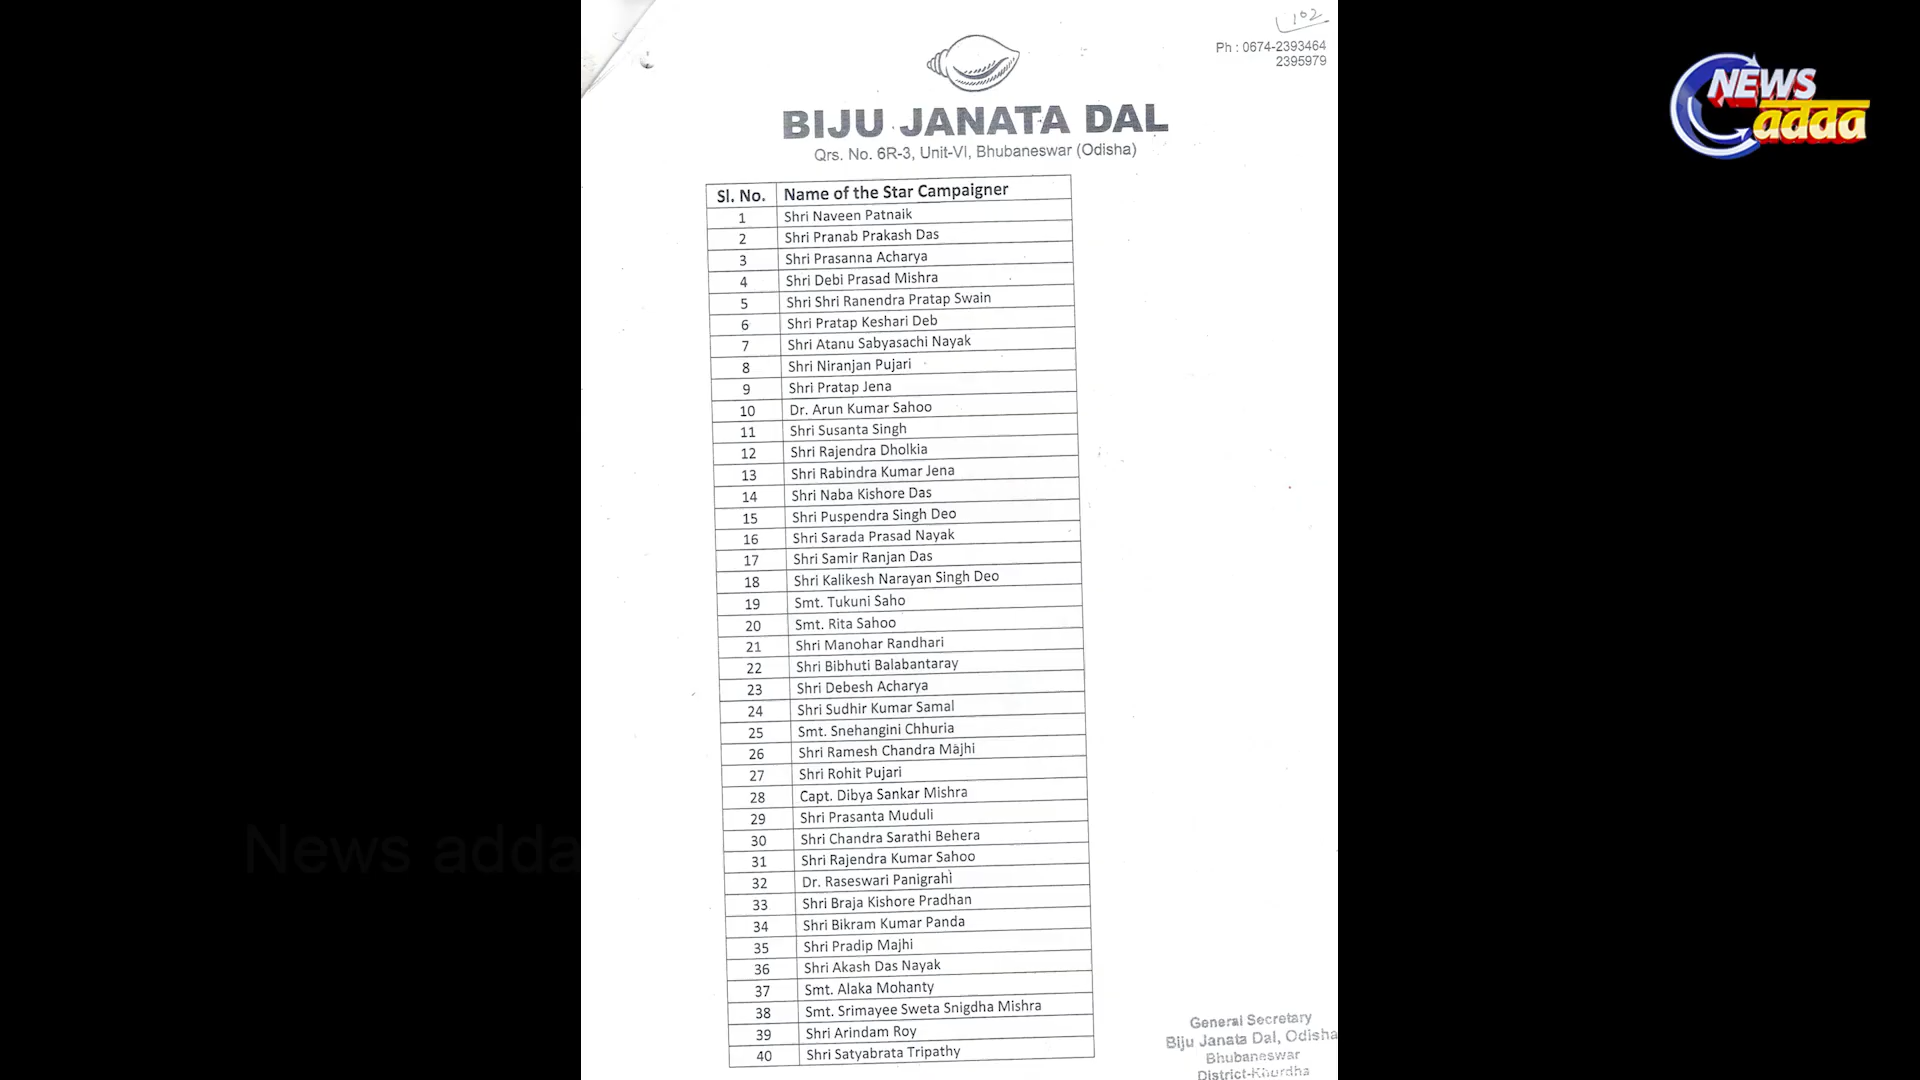 102
Ph : 0674-2393464
2395979
NEWS
adda
BIJU JANATA DAL
Qrs. No. 6R-3, Unit-VI, Bhubaneswar (Odisha)
Sl. No. Name of the Star Campaigner
1 Shri Naveen Patnaik
2 Shri Pranab Prakash Das
3 Shri Prasanna Acharya
4 Shri Debi Prasad Mishra
5 Shri Shri Ranendra Pratap Swain
6 Shri Pratap Keshari Deb
7 Shri Atanu Sabyasachi Nayak
8 Shri Niranjan Pujari
9 Shri Pratap Jena
10 Dr. Arun Kumar Sahoo
11 Shri Susanta Singh
12 Shri Rajendra Dholkia
13 Shri Rabindra Kumar Jena
14 Shri Naba Kishore Das
15 Shri Puspendra Singh Deo
16 Shri Sarada Prasad Nayak
17 Shri Samir Ranjan Das
18 Shri Kalikesh Narayan Singh Deo
19 Smt. Tukuni Saho
20 Smt. Rita Sahoo
21 Shri Manohar Randhari
22 Shri Bibhuti Balabantaray
23 Shri Debesh Acharya
24 Shri Sudhir Kumar Samal
25 Smt. Snehangini Chhuria
26 Shri Ramesh Chandra Majhi
27 Shri Rohit Pujari
28 Capt. Dibya Sankar Mishra
29 Shri Prasanta Muduli
30 Shri Chandra Sarathi Behera
31 Shri Rajendra Kumar Sahoo
32 Dr. Raseswari Panigrahi
33 Shri Braja Kishore Pradhan
34 Shri Bikram Kumar Panda
35 Shri Pradip Majhi
36 Shri Akash Das Nayak
37 Smt. Alaka Mohanty
38 Smt. Srimayee Sweta Snigdha Mishra
39 Shri Arindam Roy
40 Shri Satyabrata Tripathy
News adda
General Secretary
Biju Janata Dal, Odisha
Bhubaneswar
District-Khurdha